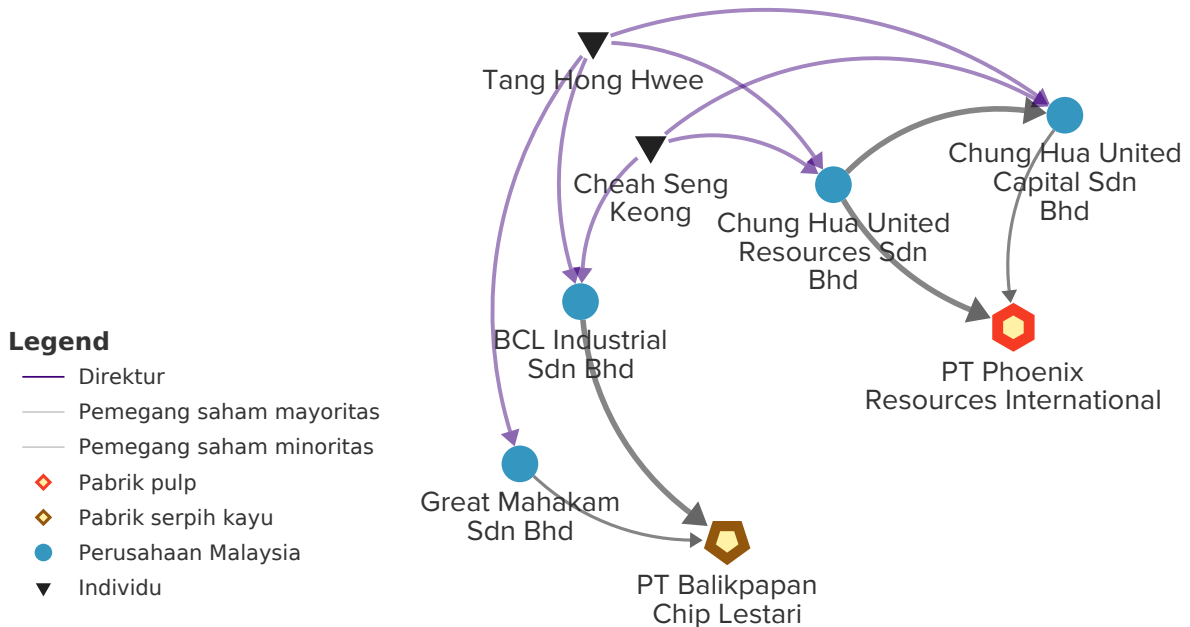 Tang Hong Hwee
Cheah Seng
Keong
Chung Hua United
Capital Sdn
Bhd
Chung Hua United
Resources Sdn
Bhd
BCL Industrial
Sdn Bhd
PT Phoenix
Resources International
Great Mahakam
Sdn Bhd
PT Balikpapan
Chip Lestari
Legend
Direktur
Pemegang saham mayoritas
Pemegang saham minoritas
Pabrik pulp
Pabrik serpih kayu
Perusahaan Malaysia
Individu